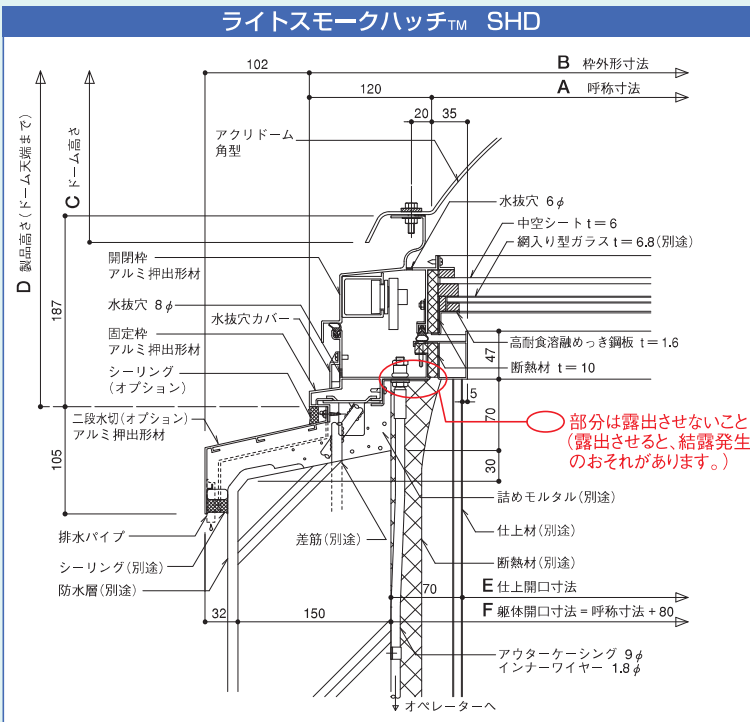 ライトスモークハッチTM SHD
102
B 枠外形寸法
120
A 呼称寸法
20
35
アクリドーム
角型
D 製品高さ(ドーム天端まで)
C ドーム高さ
水抜穴 6φ
中空シート t=6
網入り型ガラス t=6.8(別途)
開閉枠
アルミ押出形材
187
水抜穴 8φ
水抜穴カバー
固定枠
アルミ押出形材
高耐食溶融めっき鋼板 t=1.6
47
断熱材 t=10
シーリング
(オプション)
5
二段水切(オプション)
アルミ押出形材
70
部分は露出させないこと
(露出させると、結露発生
のおそれがあります。)
105
30
詰めモルタル(別途)
排水パイプ
差筋(別途)
仕上材(別途)
シーリング(別途)
断熱材(別途)
防水層(別途)
70
E 仕上開口寸法
32
150
F 躯体開口寸法=呼称寸法+80
アウターケーシング 9φ
インナーワイヤー 1.8φ
オペレーターへ